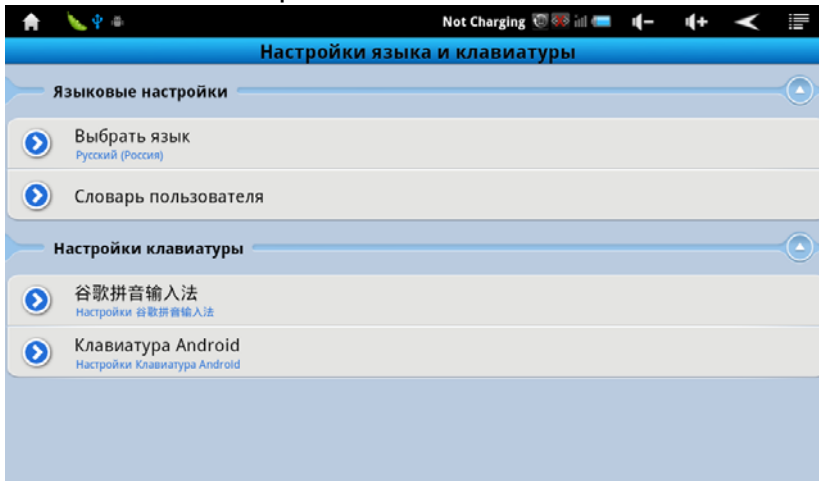 Not Charging
Настройки языка и клавиатуры
Языковые настройки
Выбрать язык
Русский (Россия)
Словарь пользователя
Настройки клавиатуры
谷歌拼音输入法
Настройки 谷歌拼音输入法
Клавиатура Android
Настройки Клавиатура Android